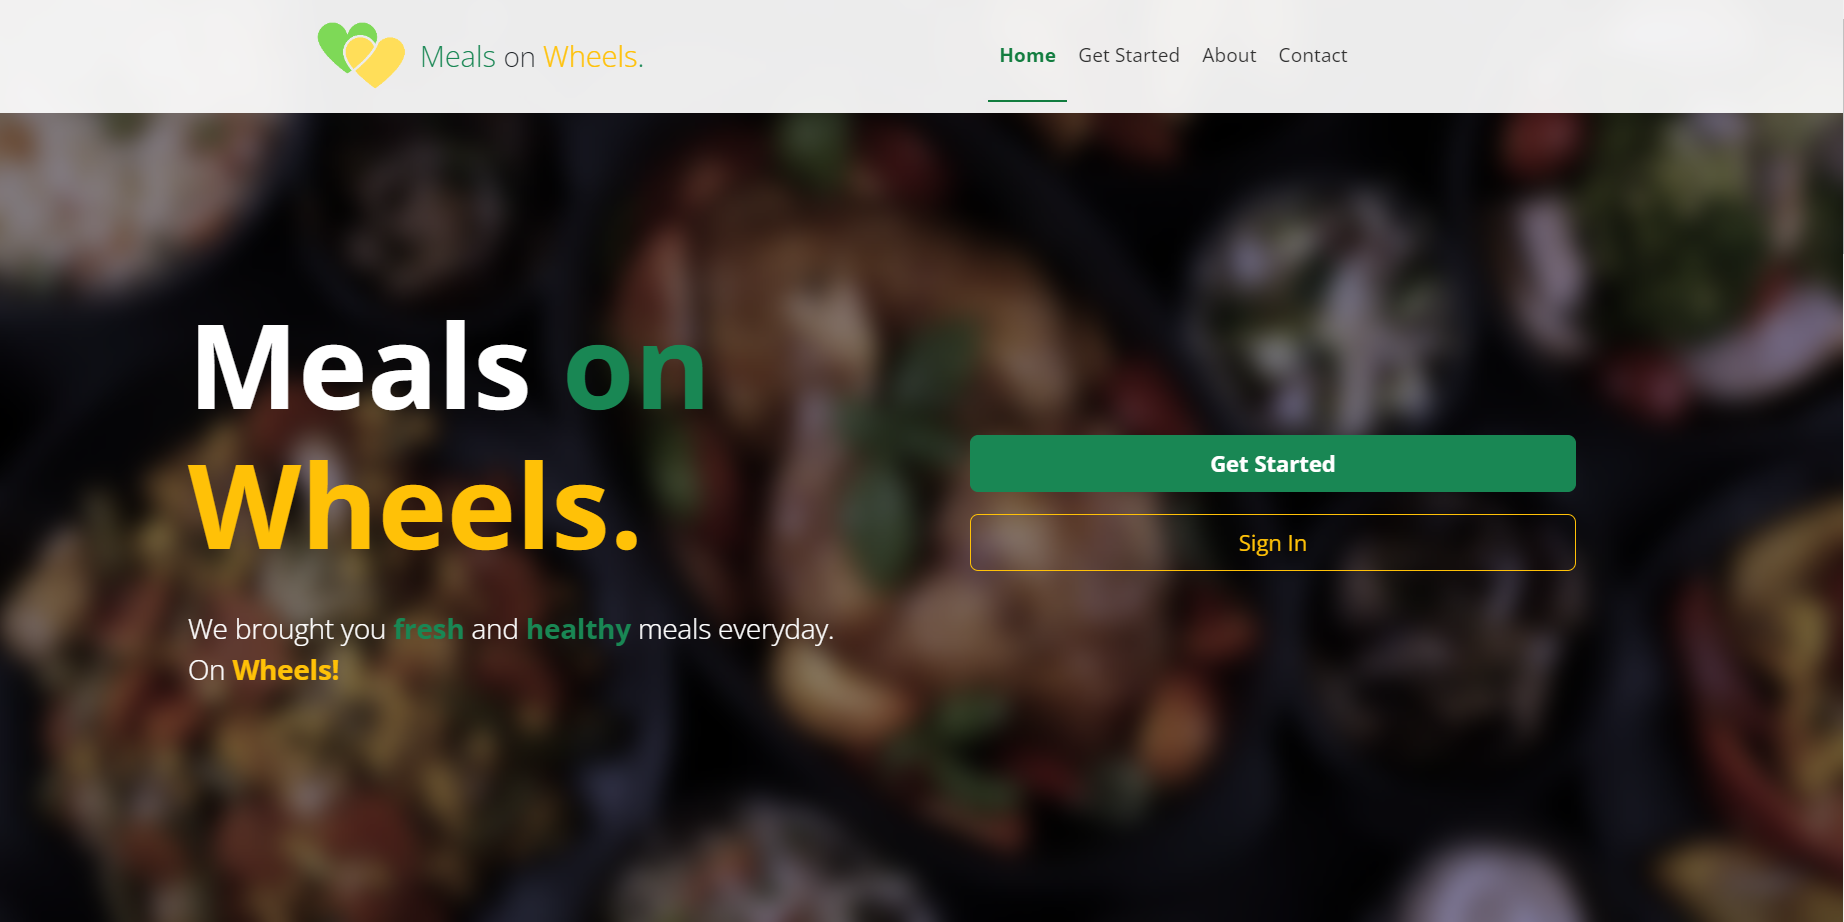 Meals on Wheels.
Home Get Started About Contact
Meals on
Wheels.
Get Started
Sign In
We brought you fresh and healthy meals everyday.
On Wheels!